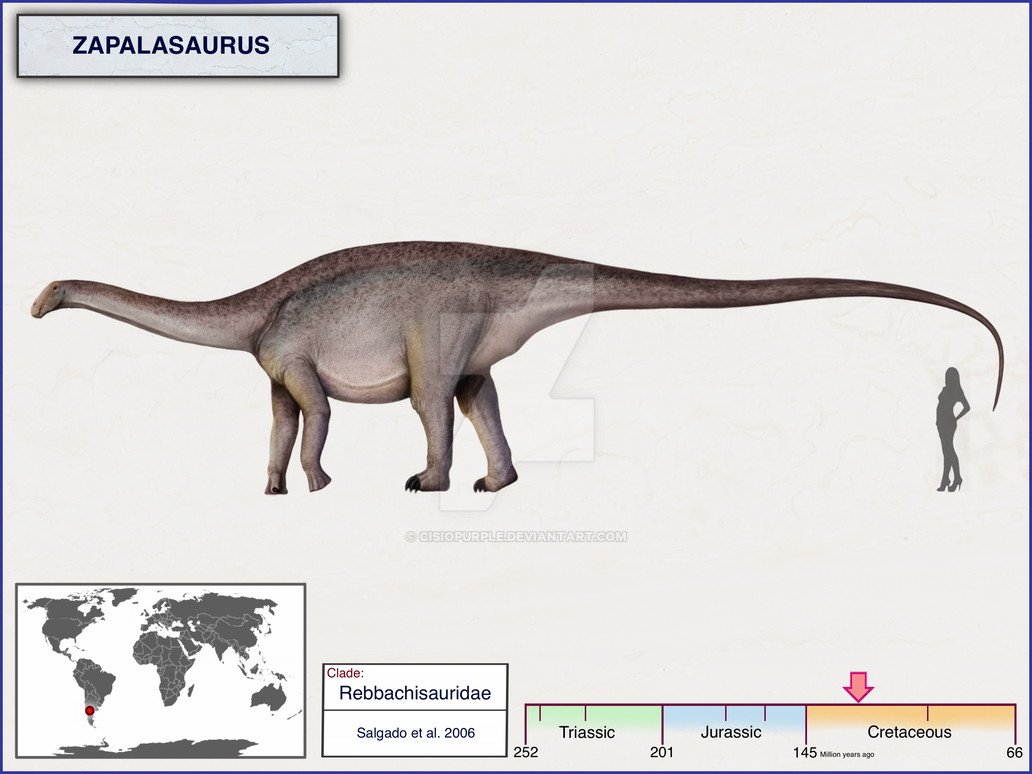 ZAPALASAURUS
© CISIOPURPLE.DEVIANTART.COM
Clade:
Rebbachisauridae
Salgado et al. 2006
Triassic
Jurassic
Cretaceous
252
201
145 Million years ago
66